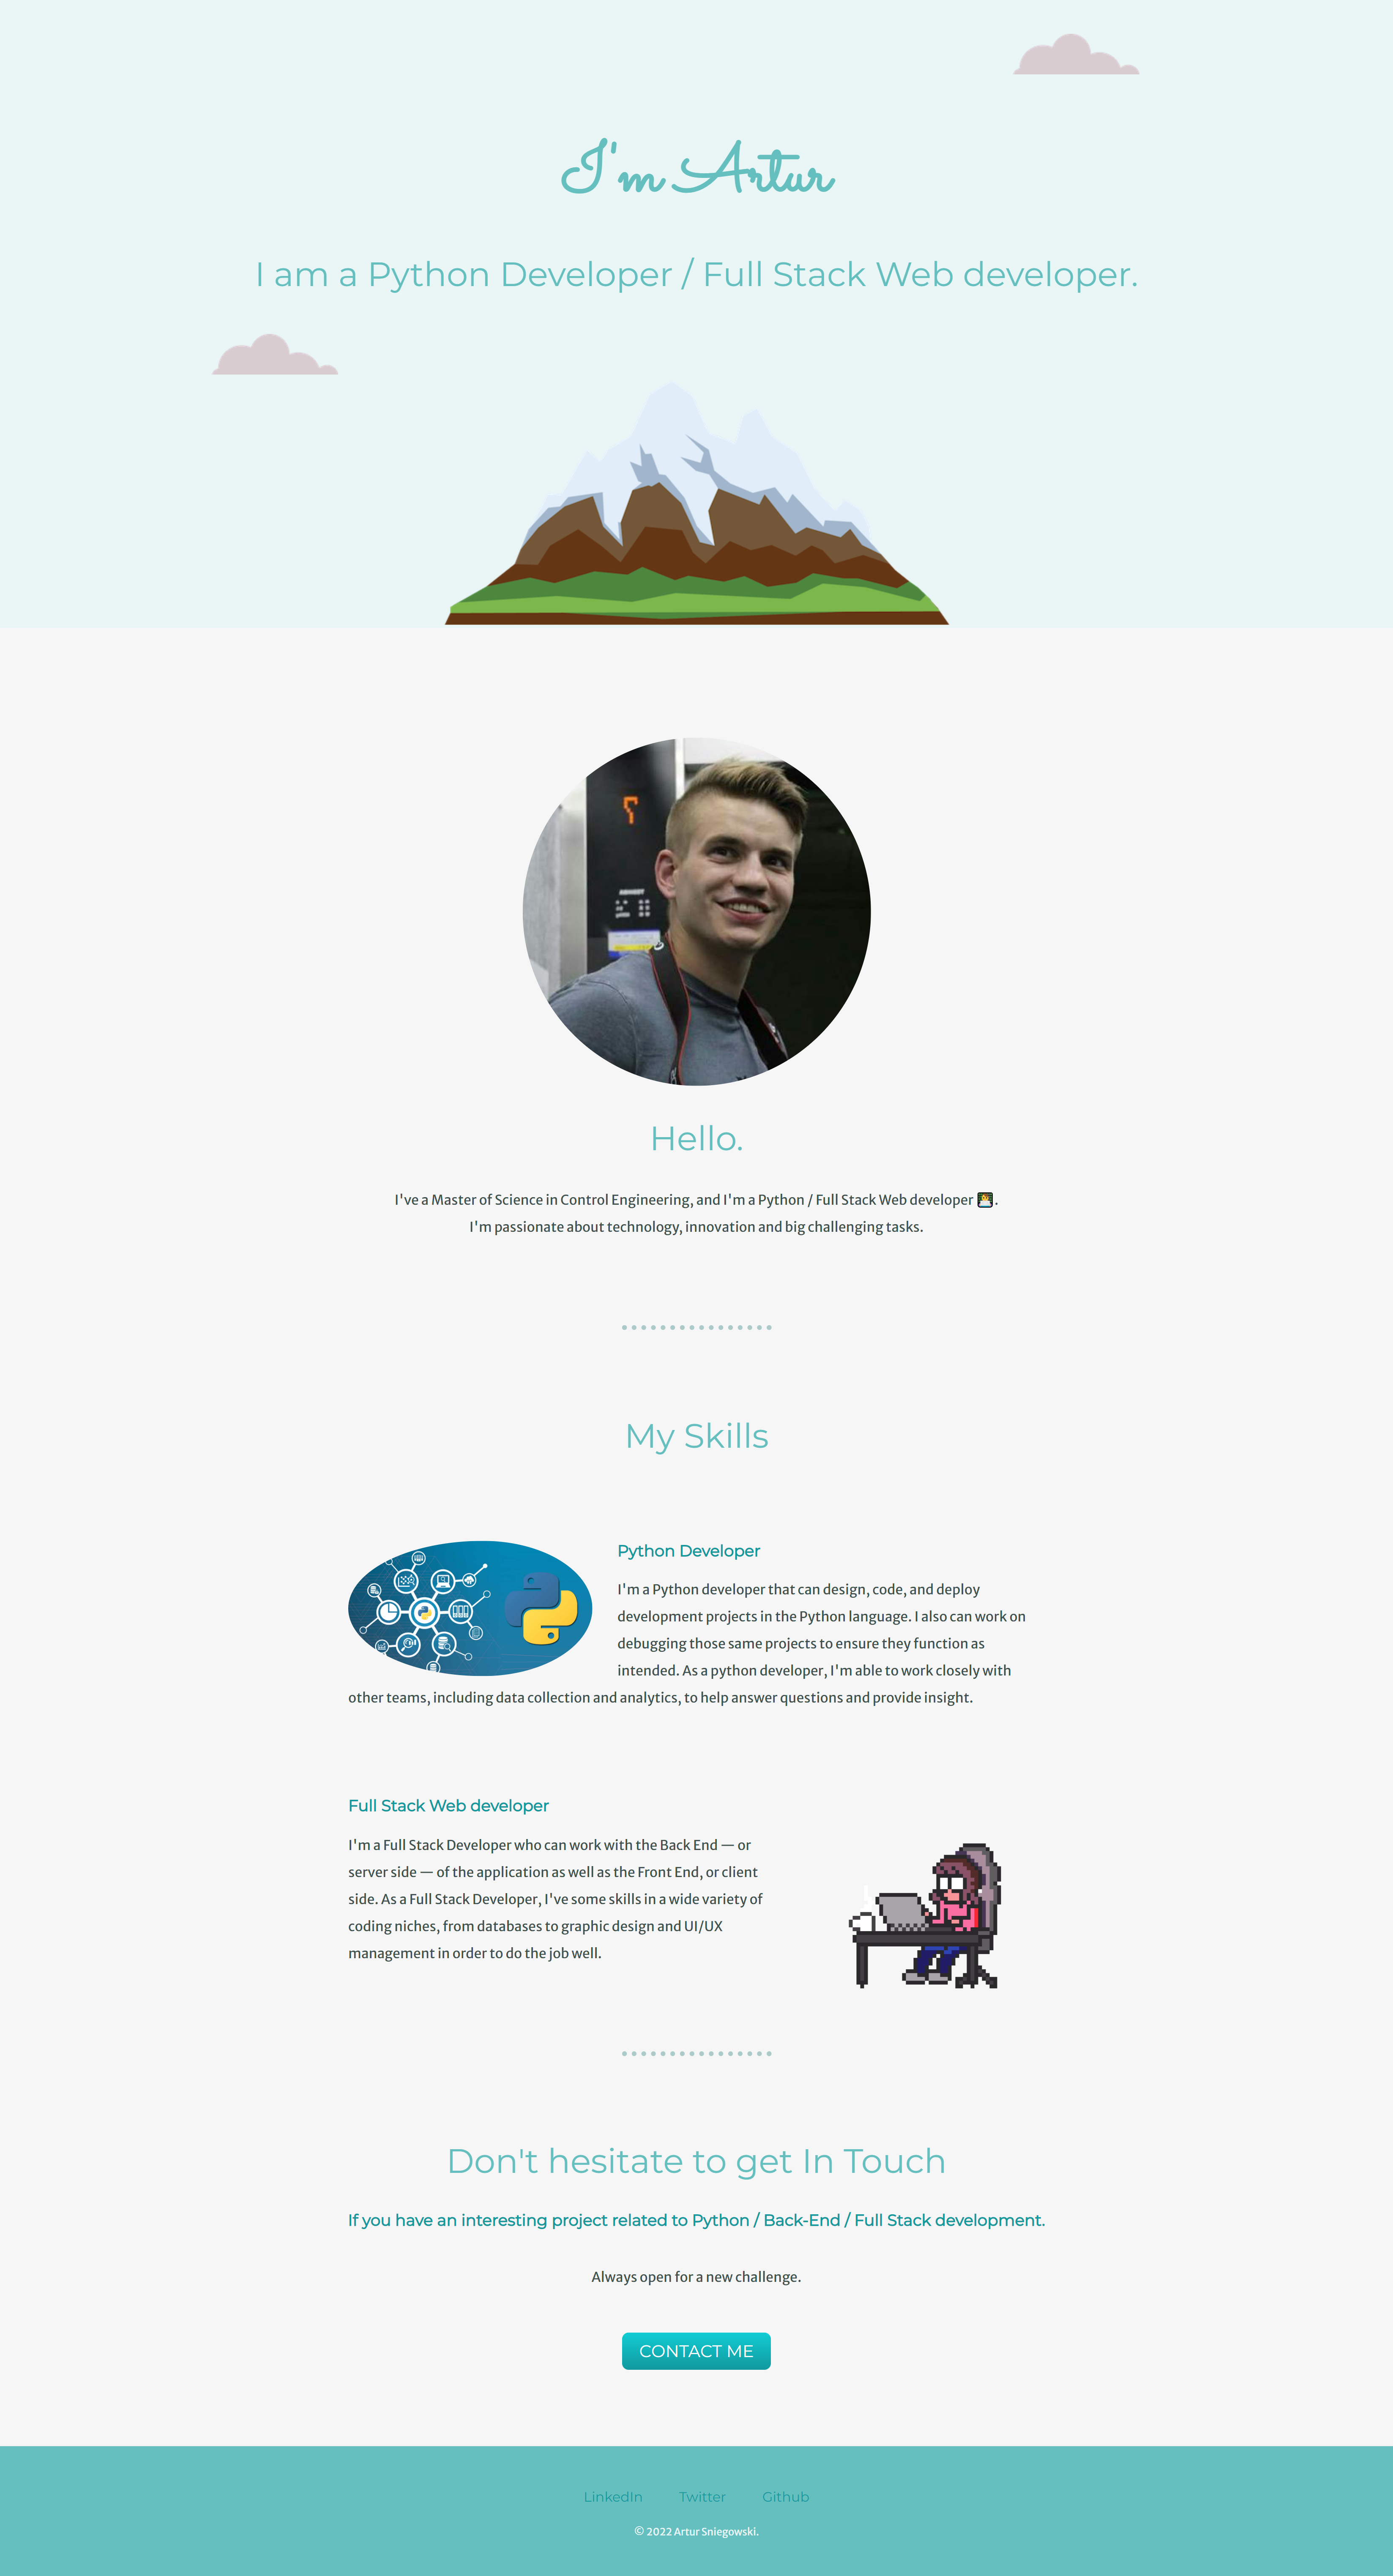 I'm Artur
I am a Python Developer / Full Stack Web developer.
Hello.
I've a Master of Science in Control Engineering, and I'm a Python / Full Stack Web developer 👨‍💻.
I'm passionate about technology, innovation and big challenging tasks.
My Skills
Python Developer
I'm a Python developer that can design, code, and deploy
development projects in the Python language. I also can work on
debugging those same projects to ensure they function as
intended. As a python developer, I'm able to work closely with
other teams, including data collection and analytics, to help answer questions and provide insight.
Full Stack Web developer
I'm a Full Stack Developer who can work with the Back End — or
server side — of the application as well as the Front End, or client
side. As a Full Stack Developer, I've some skills in a wide variety of
coding niches, from databases to graphic design and UI/UX
management in order to do the job well.
Don't hesitate to get In Touch
If you have an interesting project related to Python / Back-End / Full Stack development.
Always open for a new challenge.
CONTACT ME
LinkedIn Twitter Github
© 2022 Artur Sniegowski.